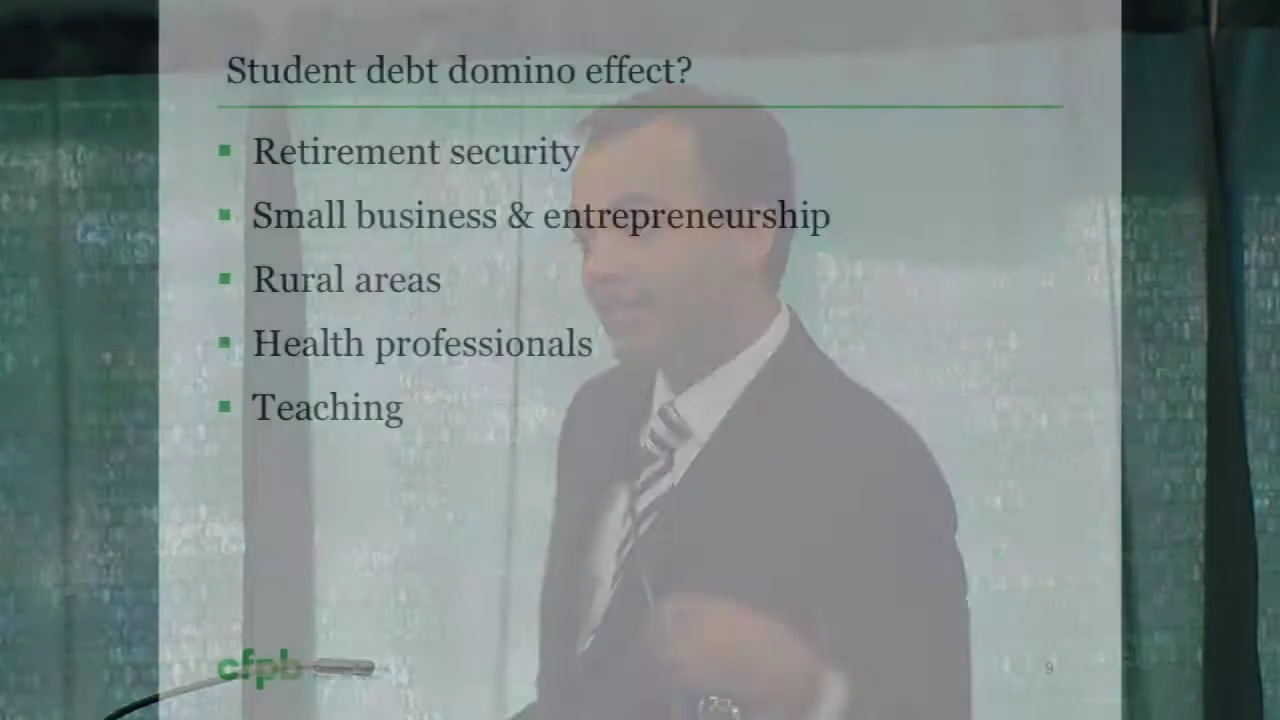 Student debt domino effect?
Retirement security
Small business & entrepreneurship
Rural areas
Health professionals
Teaching
cfpb
9